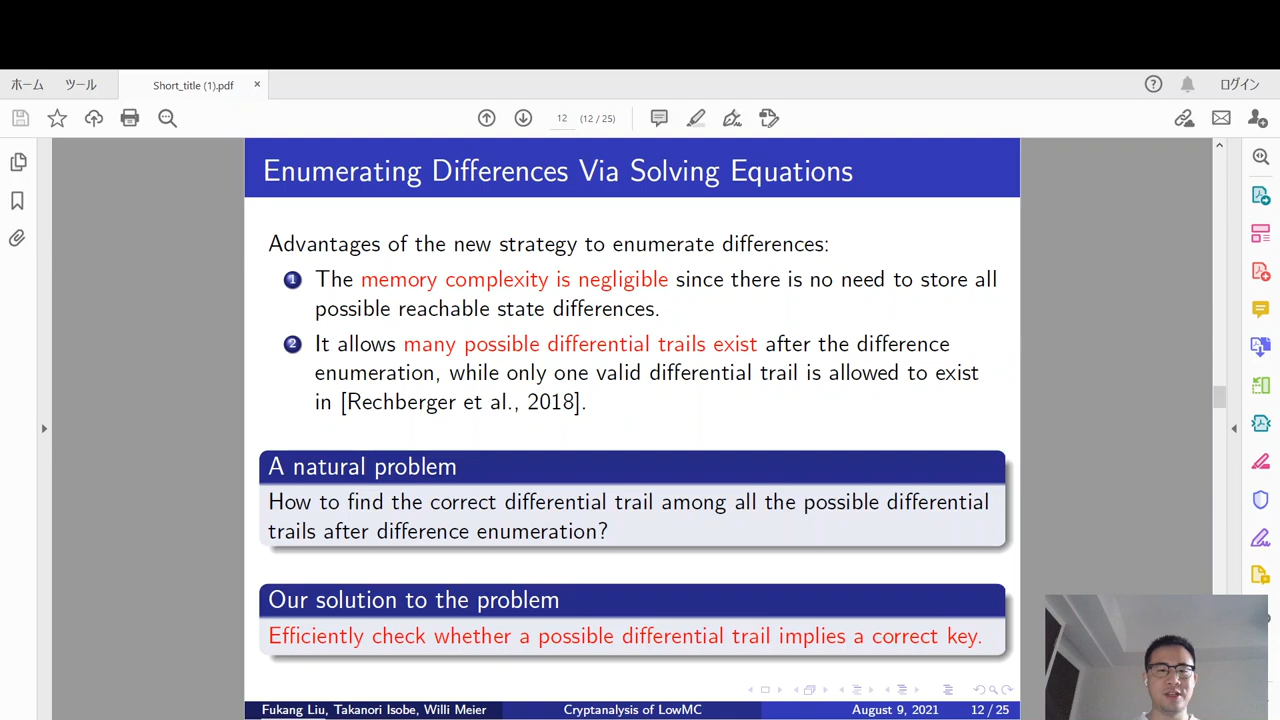 ホーム ツール Short_title (1).pdf × ログイン
12 (12 / 25)
Enumerating Differences Via Solving Equations
Advantages of the new strategy to enumerate differences:
1 The memory complexity is negligible since there is no need to store all
possible reachable state differences.
2 It allows many possible differential trails exist after the difference
enumeration, while only one valid differential trail is allowed to exist
in [Rechberger et al., 2018].
A natural problem
How to find the correct differential trail among all the possible differential
trails after difference enumeration?
Our solution to the problem
Efficiently check whether a possible differential trail implies a correct key.
Fukang Liu, Takanori Isobe, Willi Meier Cryptanalysis of LowMC August 9, 2021 12 / 25